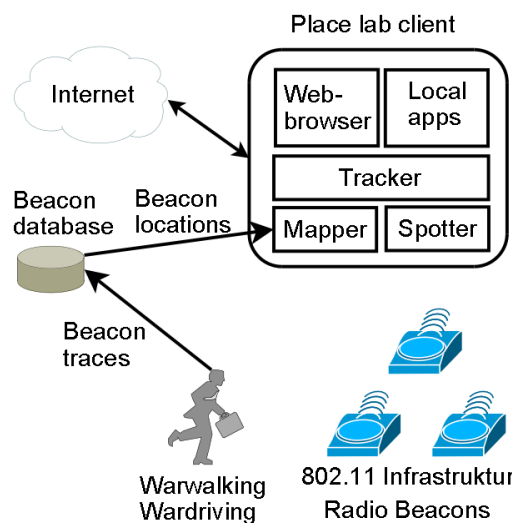 Place lab client
Internet
Web-
browser
Local
apps
Tracker
Beacon
database
Beacon
locations
Mapper
Spotter
Beacon
traces
Warwalking
Wardriving
802.11 Infrastruktur
Radio Beacons